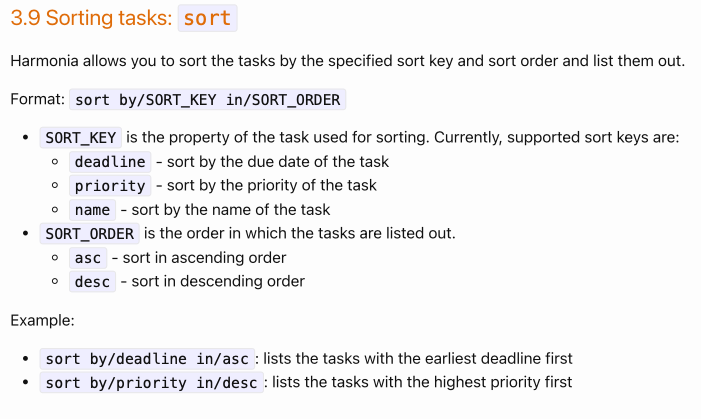 3.9 Sorting tasks: sort
Harmonia allows you to sort the tasks by the specified sort key and sort order and list them out.
Format: sort by/SORT_KEY in/SORT_ORDER
• SORT_KEY is the property of the task used for sorting. Currently, supported sort keys are:
◦ deadline - sort by the due date of the task
◦ priority - sort by the priority of the task
◦ name - sort by the name of the task
• SORT_ORDER is the order in which the tasks are listed out.
◦ asc - sort in ascending order
◦ desc - sort in descending order
Example:
• sort by/deadline in/asc: lists the tasks with the earliest deadline first
• sort by/priority in/desc: lists the tasks with the highest priority first